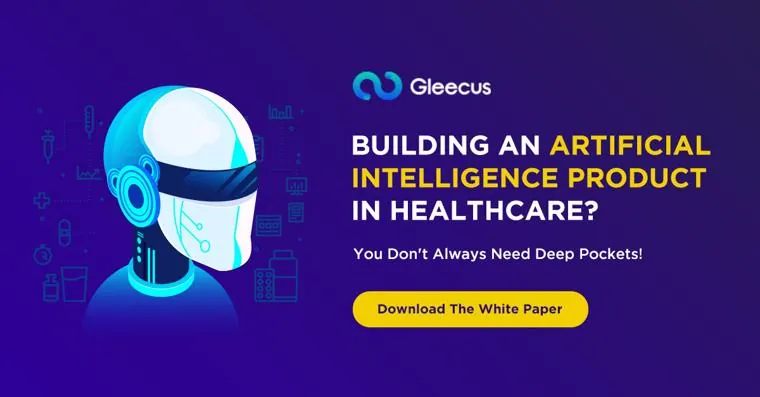 Gleecus
BUILDING AN ARTIFICIAL
INTELLIGENCE PRODUCT
IN HEALTHCARE?
You Don't Always Need Deep Pockets!
Download The White Paper